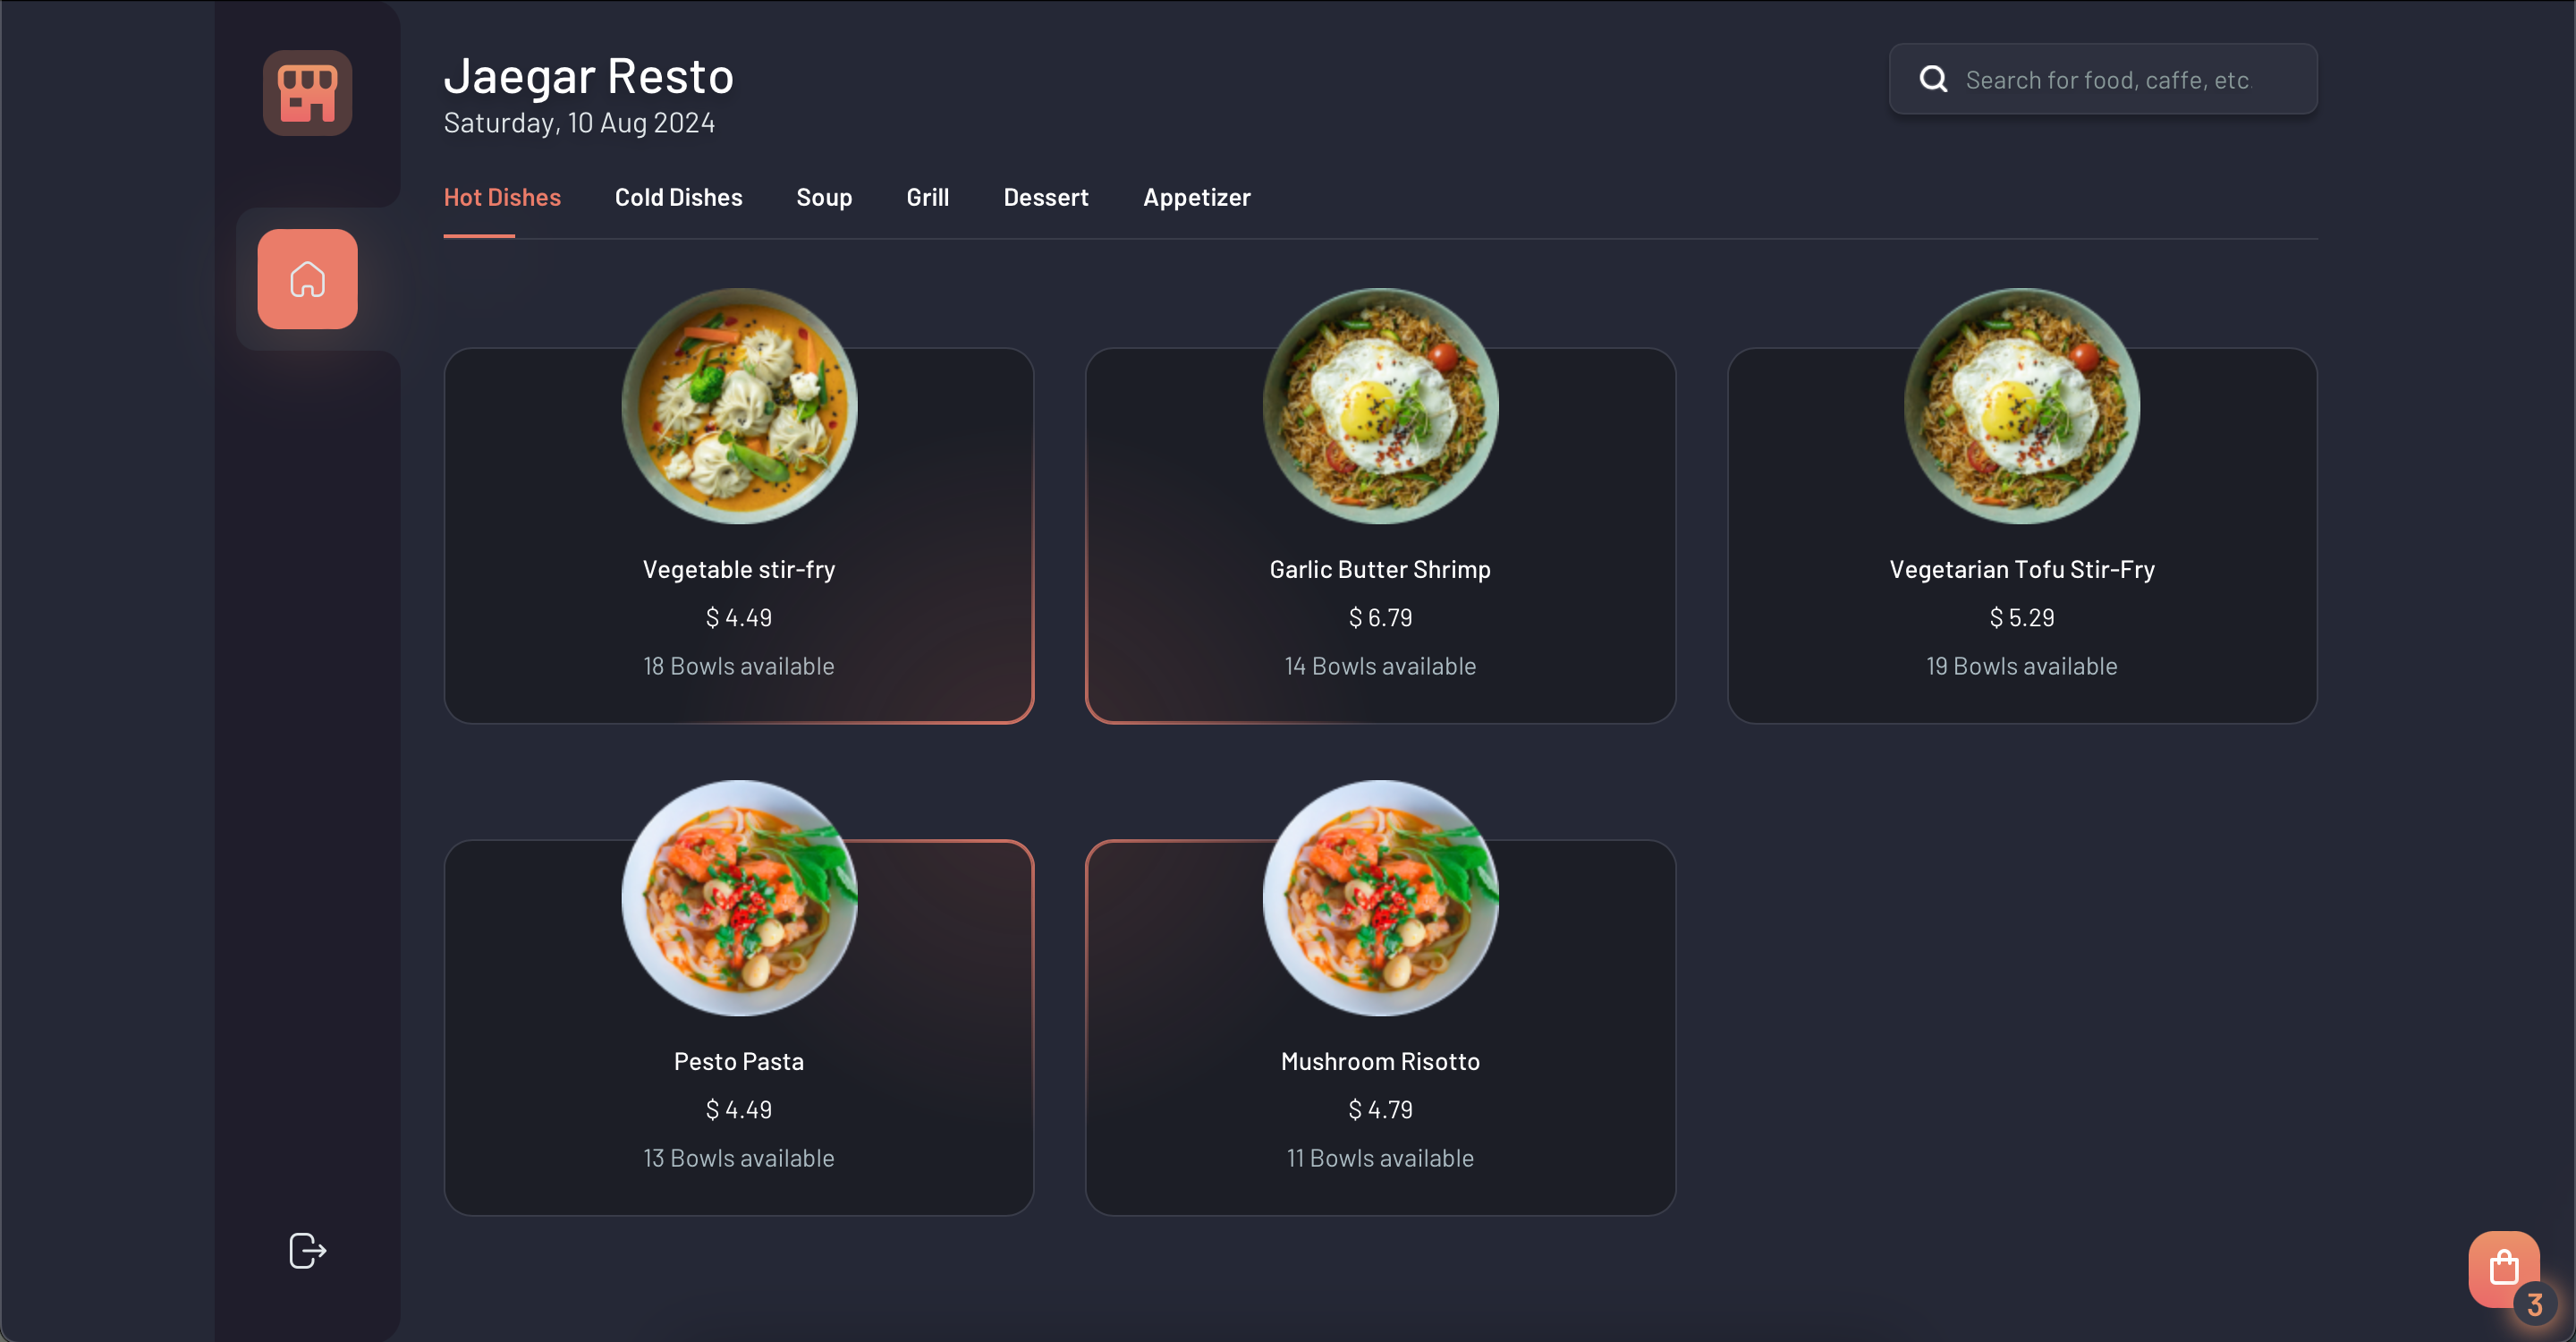 Jaegar Resto
Saturday, 10 Aug 2024
Search for food, caffe, etc
Hot Dishes Cold Dishes Soup Grill Dessert Appetizer
Vegetable stir-fry
$ 4.49
18 Bowls available
Garlic Butter Shrimp
$ 6.79
14 Bowls available
Vegetarian Tofu Stir-Fry
$ 5.29
19 Bowls available
Pesto Pasta
$ 4.49
13 Bowls available
Mushroom Risotto
$ 4.79
11 Bowls available
3